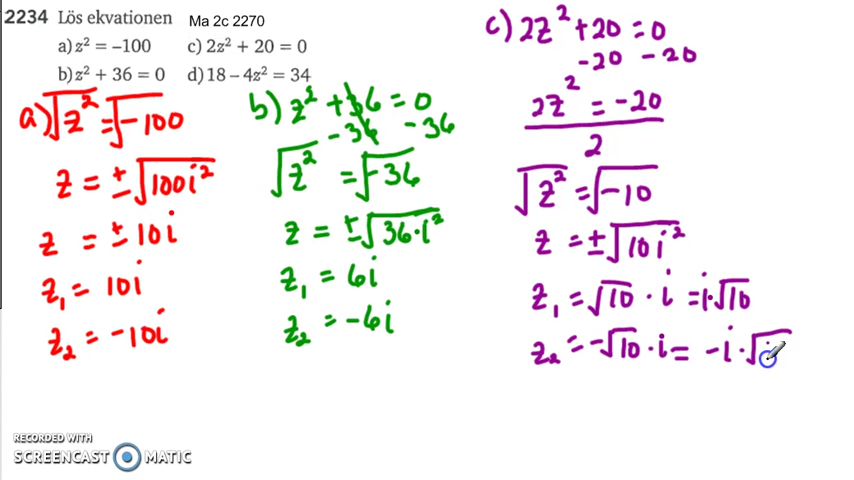 2234 Lös ekvationen Ma 2c 2270
a) z² = –100 c) 2z² + 20 = 0
b) z² + 36 = 0 d) 18 – 4z² = 34
a) √z² = √-100
z = ± √100i²
z = ± 10i
z₁ = 10i
z₂ = -10i
b) z² + 36 = 0
- 36 - 36
√z² = √-36
z = ± √36·i²
z₁ = 6i
z₂ = -6i
c) 2z² + 20 = 0
-20 -20
2z² = -20
2
√z² = √-10
z = ± √10i²
z₁ = √10 · i = i·√10
z₂ = -√10 · i = -i·√
RECORDED WITH
SCREENCAST MATIC